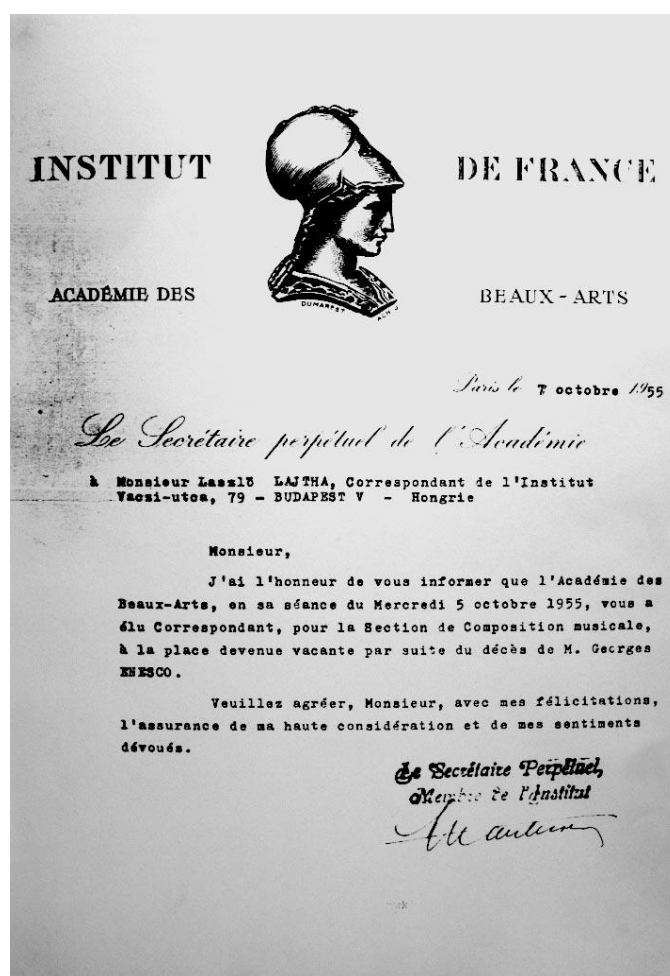 INSTITUT DE FRANCE
ACADÉMIE DES BEAUX-ARTS
DUMAREST
Paris le 7 octobre 1955
Le Secrétaire perpétuel de l'Académie
à Monsieur Laszlŏ LAJTHA, Correspondant de l'Institut
Vaczi-utca, 79 - BUDAPEST V - Hongrie
Monsieur,
J'ai l'honneur de vous informer que l'Académie des
Beaux-Arts, en sa séance du Mercredi 5 octobre 1955, vous a
élu Correspondant, pour la Section de Composition musicale,
à la place devenue vacante par suite du décès de M. Georges
ENESCO.
Veuillez agréer, Monsieur, avec mes félicitations,
l'assurance de ma haute considération et de mes sentiments
dévoués.
Le Secrétaire Perpétuel,
Membre de l'Institut